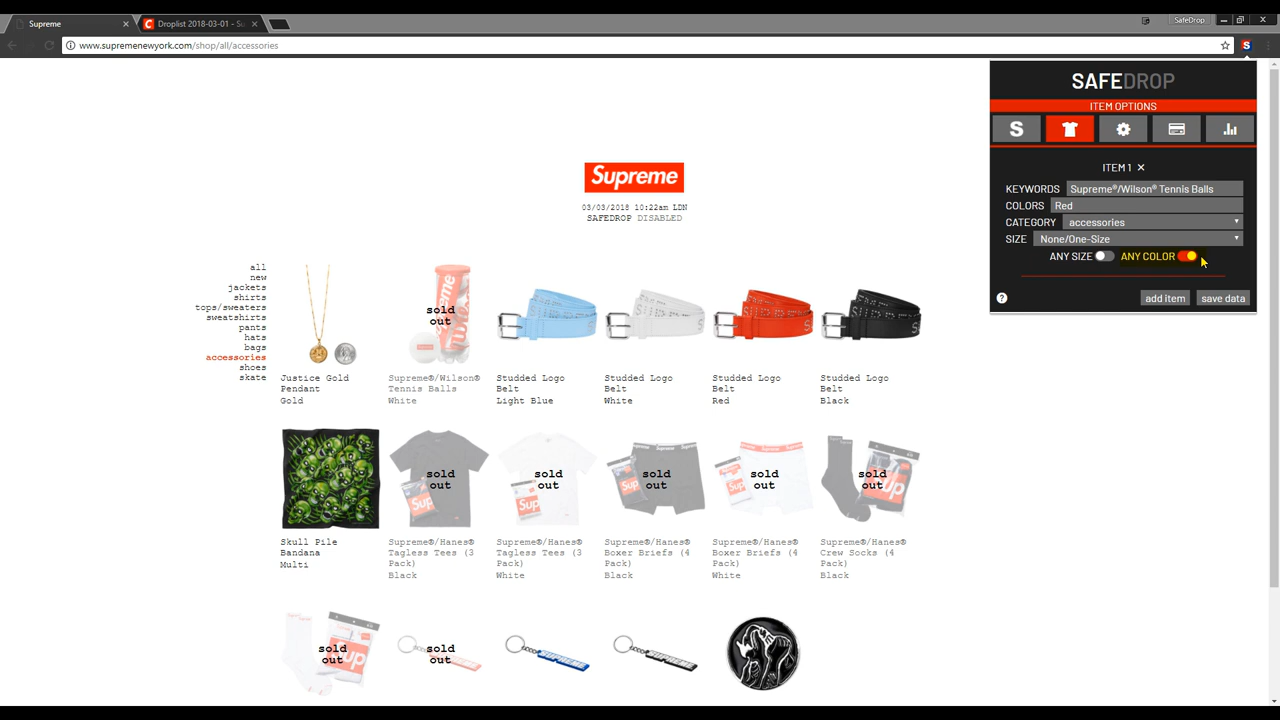 Supreme
Droplist 2018-03-01 - Su
SafeDrop
www.supremenewyork.com/shop/all/accessories
SAFEDROP
ITEM OPTIONS
S
ITEM 1 ×
KEYWORDS Supreme®/Wilson® Tennis Balls
COLORS Red
CATEGORY accessories
SIZE None/One-Size
ANY SIZE ANY COLOR
? add item save data
Supreme
03/03/2018 10:22am LDN
SAFEDROP DISABLED
all
new
jackets
shirts
tops/sweaters
sweatshirts
pants
hats
bags
accessories
shoes
skate
Justice Gold
Pendant
Gold
sold
out
Supreme®/Wilson®
Tennis Balls
White
Studded Logo
Belt
Light Blue
Studded Logo
Belt
White
Studded Logo
Belt
Red
Studded Logo
Belt
Black
Skull Pile
Bandana
Multi
sold
out
Supreme®/Hanes®
Tagless Tees (3
Pack)
Black
sold
out
Supreme®/Hanes®
Tagless Tees (3
Pack)
White
sold
out
Supreme®/Hanes®
Boxer Briefs (4
Pack)
Black
sold
out
Supreme®/Hanes®
Boxer Briefs (4
Pack)
White
sold
out
Supreme®/Hanes®
Crew Socks (4
Pack)
Black
sold
out
sold
out